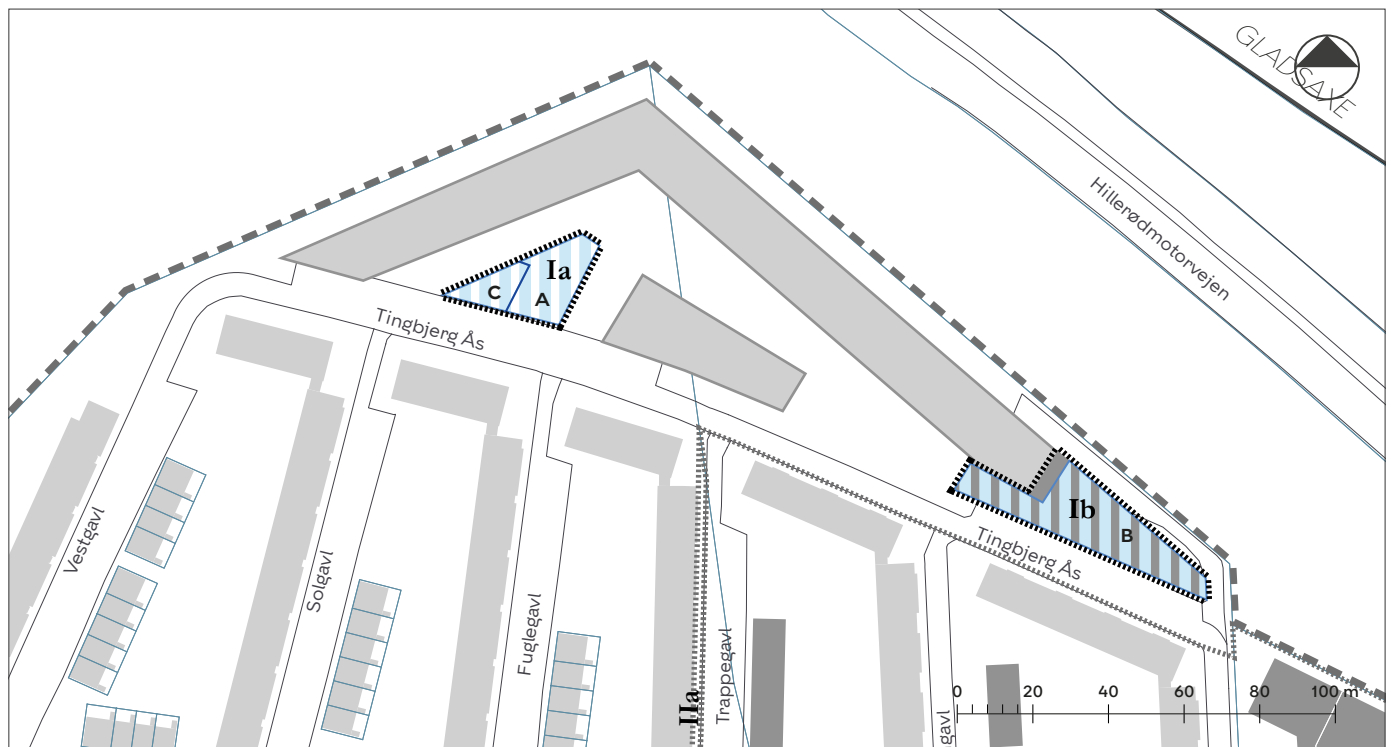 GLADSAXE
Hillerødmotorvejen
Ia
C
A
Tingbjerg Ås
Ib
B
Tingbjerg Ås
Vestgavl
Solgavl
Fuglegavl
Trappegavl
IIa
gavl
0 20 40 60 80 100 m